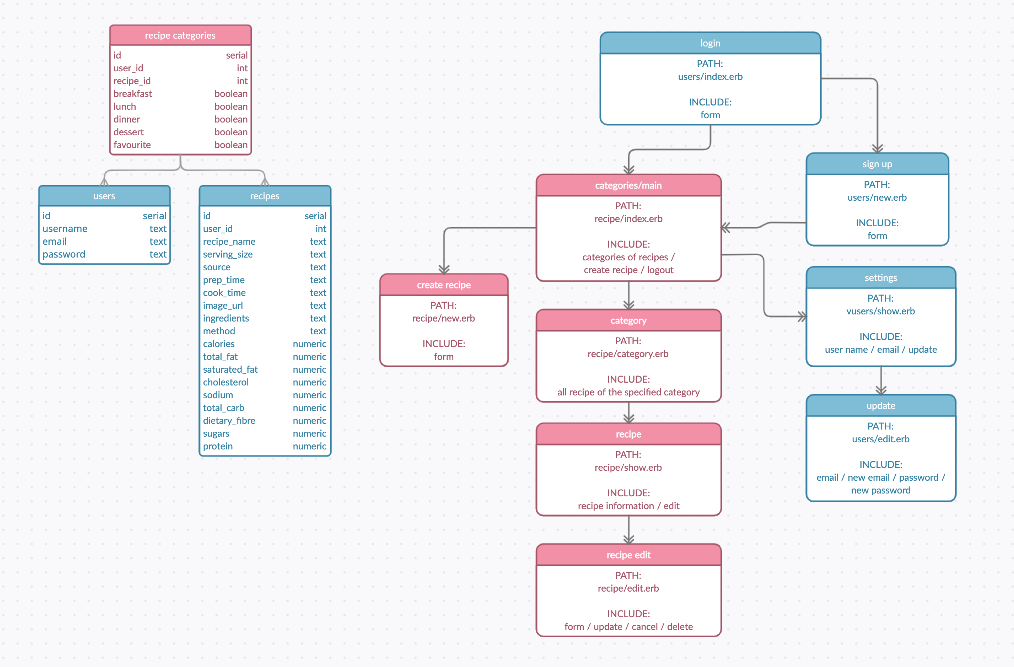 recipe categories
id serial
user_id int
recipe_id int
breakfast boolean
lunch boolean
dinner boolean
dessert boolean
favourite boolean
users
id serial
username text
email text
password text
recipes
id serial
user_id int
recipe_name text
serving_size text
source text
prep_time text
cook_time text
image_url text
ingredients text
method text
calories numeric
total_fat numeric
saturated_fat numeric
cholesterol numeric
sodium numeric
total_carb numeric
dietary_fibre numeric
sugars numeric
protein numeric
login
PATH:
users/index.erb
INCLUDE:
form
sign up
PATH:
users/new.erb
INCLUDE:
form
categories/main
PATH:
recipe/index.erb
INCLUDE:
categories of recipes /
create recipe / logout
create recipe
PATH:
recipe/new.erb
INCLUDE:
form
settings
PATH:
vusers/show.erb
INCLUDE:
user name / email / update
category
PATH:
recipe/category.erb
INCLUDE:
all recipe of the specified category
update
PATH:
users/edit.erb
INCLUDE:
email / new email / password /
new password
recipe
PATH:
recipe/show.erb
INCLUDE:
recipe information / edit
recipe edit
PATH:
recipe/edit.erb
INCLUDE:
form / update / cancel / delete